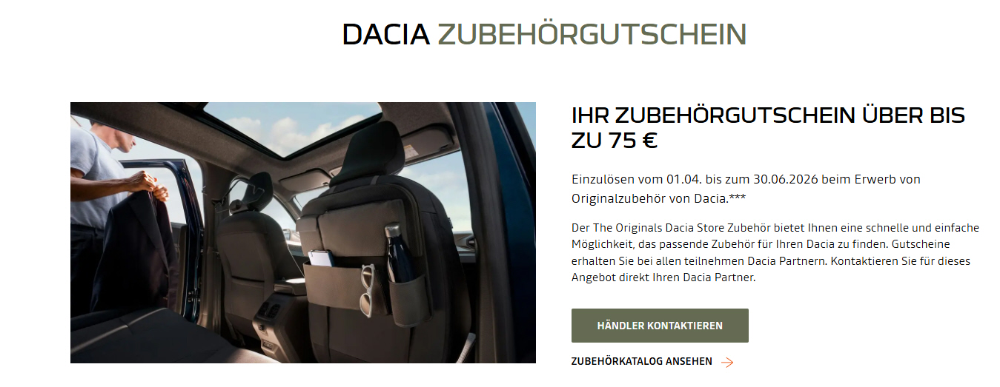 DACIA ZUBEHÖRGUTSCHEIN
IHR ZUBEHÖRGUTSCHEIN ÜBER BIS
ZU 75 €
Einzulösen vom 01.04. bis zum 30.06.2026 beim Erwerb von
Originalzubehör von Dacia.***
Der The Originals Dacia Store Zubehör bietet Ihnen eine schnelle und einfache
Möglichkeit, das passende Zubehör für Ihren Dacia zu finden. Gutscheine
erhalten Sie bei allen teilnehmen Dacia Partnern. Kontaktieren Sie für dieses
Angebot direkt Ihren Dacia Partner.
HÄNDLER KONTAKTIEREN
ZUBEHÖRKATALOG ANSEHEN